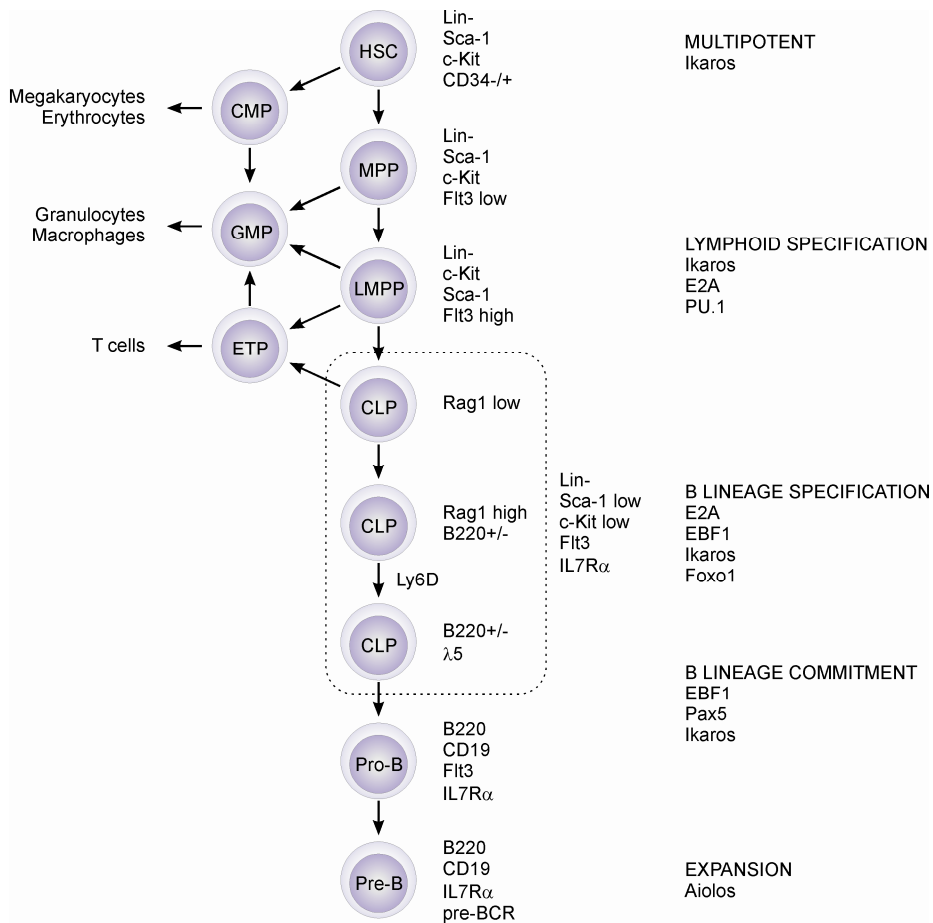 HSC
Lin-
Sca-1
c-Kit
CD34-/+
MULTIPOTENT
Ikaros
Megakaryocytes
Erythrocytes
CMP
MPP
Lin-
Sca-1
c-Kit
Flt3 low
Granulocytes
Macrophages
GMP
LMPP
Lin-
c-Kit
Sca-1
Flt3 high
LYMPHOID SPECIFICATION
Ikaros
E2A
PU.1
T cells
ETP
CLP
Rag1 low
CLP
Rag1 high
B220+/-
Lin-
Sca-1 low
c-Kit low
Flt3
IL7Rα
B LINEAGE SPECIFICATION
E2A
EBF1
Ikaros
Foxo1
Ly6D
CLP
B220+/-
λ5
B LINEAGE COMMITMENT
EBF1
Pax5
Ikaros
Pro-B
B220
CD19
Flt3
IL7Rα
Pre-B
B220
CD19
IL7Rα
pre-BCR
EXPANSION
Aiolos